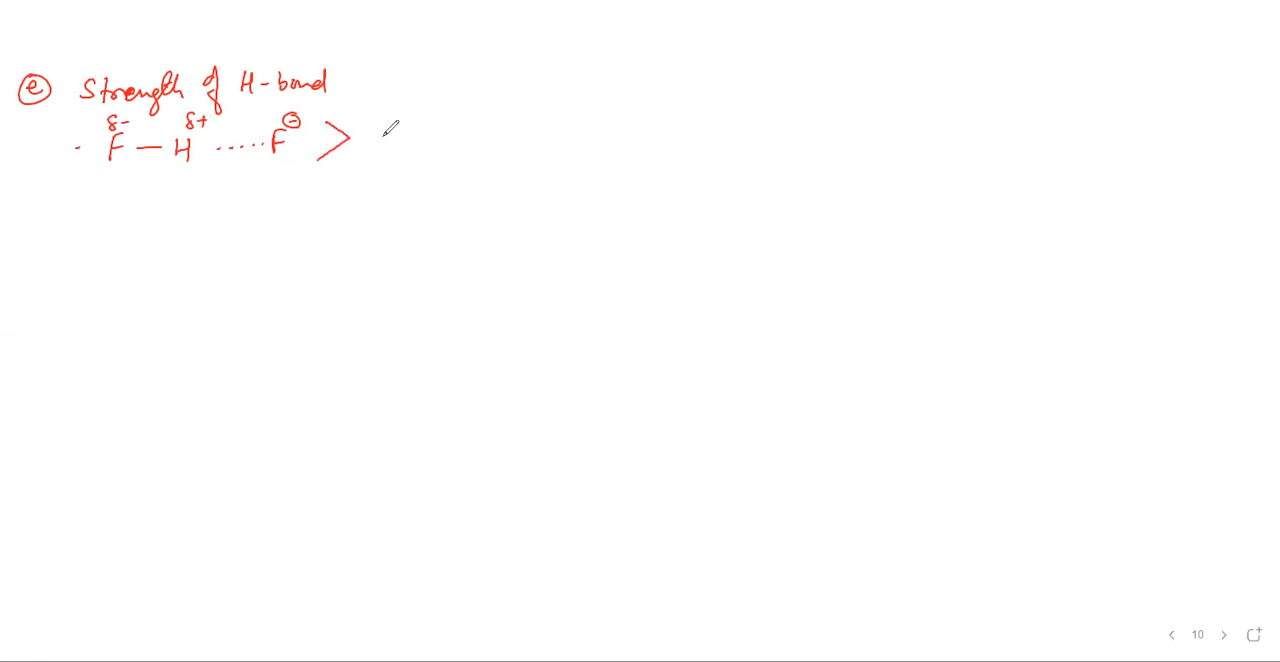 ⓔ Strength of H-bond
δ- δ+ ⊖
· F — H ..... F >
< 10 >